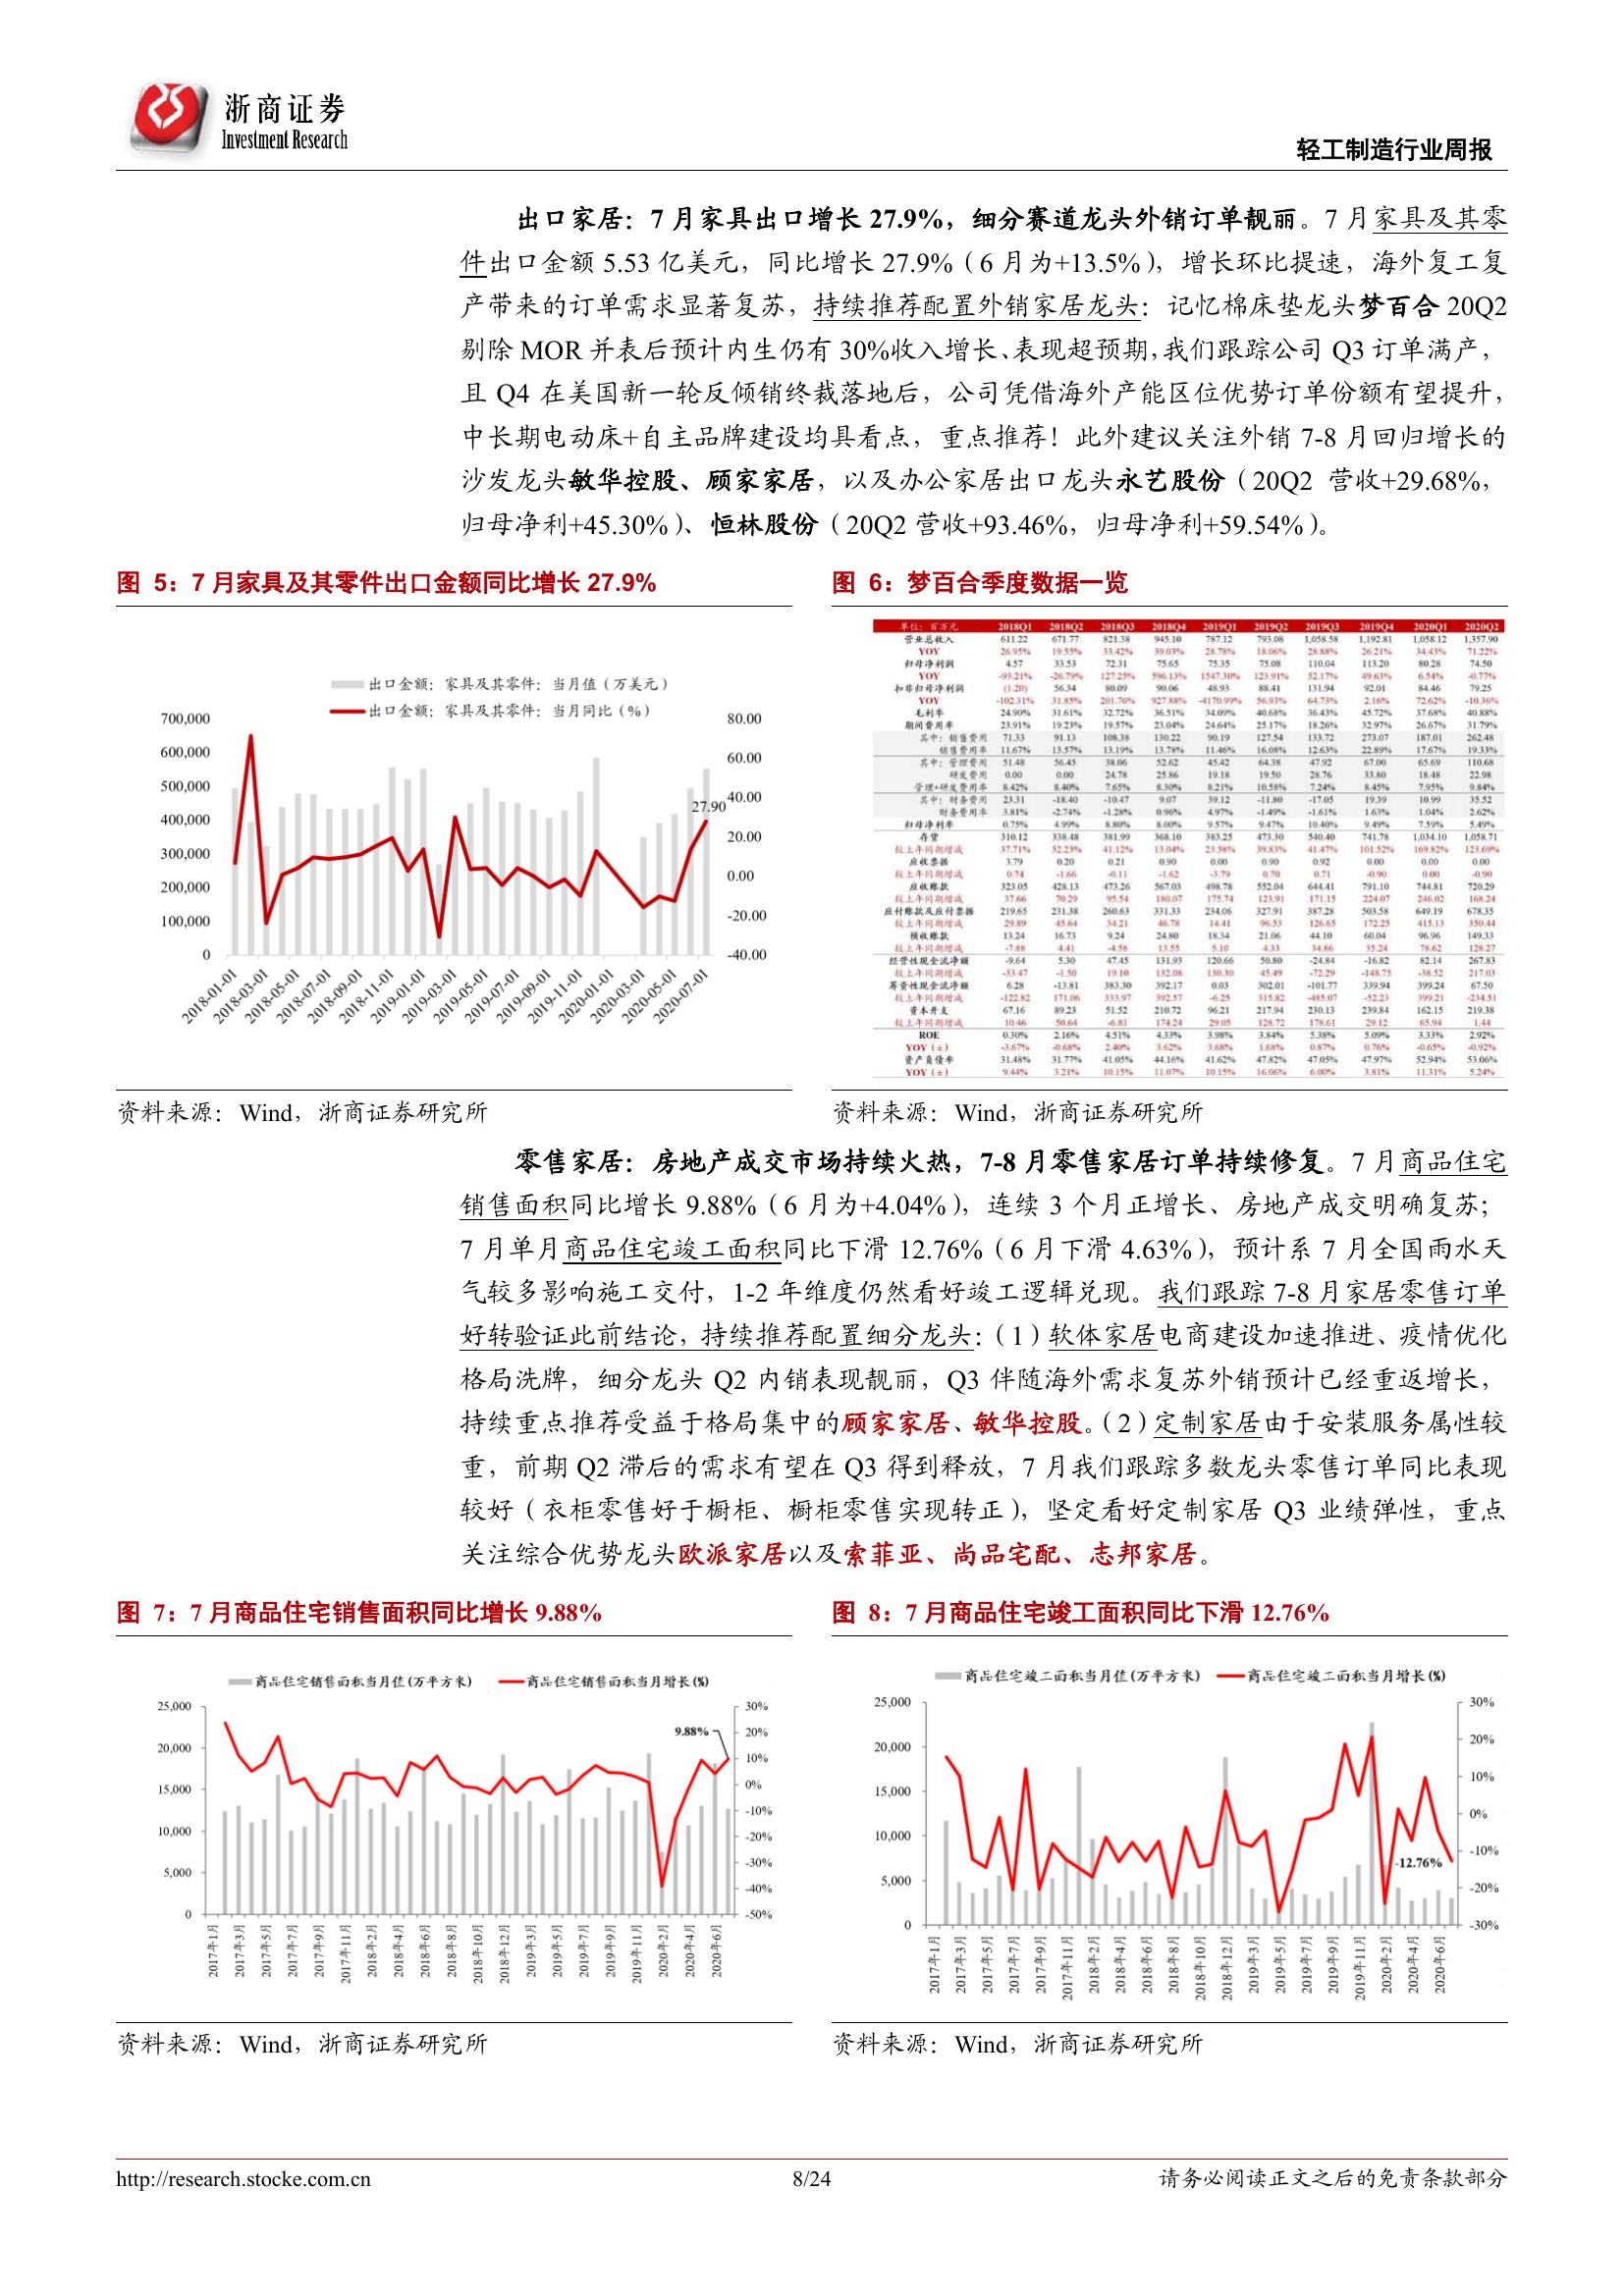 浙商证券
Investment Research
轻工制造行业周报
出口家居：7 月家具出口增长 27.9%，细分赛道龙头外销订单靓丽。7 月家具及其零
件出口金额 5.53 亿美元，同比增长 27.9%（6 月为+13.5%），增长环比提速，海外复工复
产带来的订单需求显著复苏，持续推荐配置外销家居龙头：记忆棉床垫龙头梦百合 20Q2
剔除 MOR 并表后预计内生仍有 30%收入增长、表现超预期，我们跟踪公司 Q3 订单满产，
且 Q4 在美国新一轮反倾销终裁落地后，公司凭借海外产能区位优势订单份额有望提升，
中长期电动床+自主品牌建设均具看点，重点推荐！此外建议关注外销 7-8 月回归增长的
沙发龙头敏华控股、顾家家居，以及办公家居出口龙头永艺股份（20Q2 营收+29.68%，
归母净利+45.30%）、恒林股份（20Q2 营收+93.46%，归母净利+59.54%）。
图 5：7 月家具及其零件出口金额同比增长 27.9%
出口金额：家具及其零件：当月值（万美元）
出口金额：家具及其零件：当月同比（%）
700,000
600,000
500,000
400,000
300,000
200,000
100,000
0
80.00
60.00
40.00
20.00
0.00
-20.00
-40.00
27.90
2018-01-01 2018-03-01 2018-05-01 2018-07-01 2018-09-01 2018-11-01 2019-01-01 2019-03-01 2019-05-01 2019-07-01 2019-09-01 2019-11-01 2020-01-01 2020-03-01 2020-05-01 2020-07-01
资料来源：Wind，浙商证券研究所
图 6：梦百合季度数据一览
单位：百万元 2018Q1 2018Q2 2018Q3 2018Q4 2019Q1 2019Q2 2019Q3 2019Q4 2020Q1 2020Q2
营业总收入 611.22 671.77 821.38 945.10 787.12 793.08 1,058.58 1,192.81 1,058.12 1,357.90
YOY 26.95% 19.55% 33.42% 39.03% 28.78% 18.06% 28.88% 26.21% 34.43% 71.22%
归母净利润 4.57 33.53 72.31 75.65 75.35 75.08 110.04 113.20 80.28 74.50
YOY -93.21% -26.79% 127.25% 596.13% 1547.30% 123.91% 52.17% 49.63% 6.54% -0.77%
扣非归母净利润 (1.20) 56.34 80.09 90.06 48.93 88.41 131.94 92.01 84.46 79.25
YOY -102.31% 31.85% 201.76% 927.88% -4170.99% 56.93% 64.73% 2.16% 72.62% -10.36%
毛利率 24.90% 31.61% 32.72% 36.51% 34.09% 40.68% 36.43% 45.72% 37.68% 40.88%
期间费用率 23.91% 19.23% 19.57% 23.04% 24.64% 25.17% 18.26% 32.97% 26.67% 31.79%
其中：销售费用 71.33 91.13 108.38 130.22 90.19 127.54 133.72 273.07 187.01 262.48
销售费用率 11.67% 13.57% 13.19% 13.78% 11.46% 16.08% 12.63% 22.89% 17.67% 19.33%
其中：管理费用 51.48 56.45 38.06 52.62 45.42 64.38 47.92 67.00 65.69 110.68
研发费用 0.00 0.00 24.78 25.86 19.18 19.50 28.76 33.80 18.48 22.98
管理+研发费用率 8.42% 8.40% 7.65% 8.30% 8.21% 10.58% 7.24% 8.45% 7.95% 9.84%
其中：财务费用 23.31 -18.40 -10.47 9.07 39.12 -11.80 -17.05 19.39 10.99 35.52
财务费用率 3.81% -2.74% -1.28% 0.96% 4.97% -1.49% -1.61% 1.63% 1.04% 2.62%
归母净利率 0.75% 4.99% 8.80% 8.00% 9.57% 9.47% 10.40% 9.49% 7.59% 5.49%
存货 310.12 338.48 381.99 368.10 383.25 473.30 540.40 741.78 1,034.10 1,058.71
较上年同期增减 37.71% 52.23% 41.12% 13.04% 23.58% 39.83% 41.47% 101.52% 169.82% 123.69%
应收票据 3.79 0.20 0.21 0.90 0.00 0.90 0.92 0.00 0.00 0.00
较上年同期增减 0.74 -1.66 -0.11 -1.62 -3.79 0.70 0.71 -0.90 0.00 -0.90
应收账款 323.05 428.13 473.26 567.03 498.78 552.04 644.41 791.10 744.81 720.29
较上年同期增减 37.66 70.29 95.54 180.07 175.74 123.91 171.15 224.07 246.02 168.24
应付账款及应付票据 219.65 231.38 260.63 331.33 234.06 327.91 387.28 503.58 649.19 678.35
较上年同期增减 29.89 45.64 34.21 46.78 14.41 96.53 126.65 172.25 415.13 350.44
预收账款 13.24 16.73 9.24 24.80 18.34 21.06 44.10 60.04 96.96 149.33
较上年同期增减 -7.88 4.41 -4.58 13.55 5.10 4.33 34.86 35.24 78.62 128.27
经营性现金流净额 -9.64 5.30 47.45 131.93 120.66 50.80 -24.84 -16.82 82.14 267.83
较上年同期增减 -33.47 -1.50 19.10 132.08 130.30 45.49 -72.29 -148.75 -38.52 217.03
筹资性现金流净额 6.28 -13.81 383.30 392.17 0.03 302.01 -101.77 339.94 399.24 67.50
较上年同期增减 -122.82 171.06 333.97 392.57 -6.25 315.82 -485.07 -52.23 399.21 -234.51
资本开支 67.16 89.23 51.52 210.72 96.21 217.94 230.13 239.84 162.15 219.38
较上年同期增减 10.46 50.64 -6.81 174.24 29.05 128.72 178.61 29.12 65.94 1.44
ROE 0.30% 2.16% 4.51% 4.33% 3.98% 3.84% 5.38% 5.09% 3.33% 2.92%
YOY（±） -3.67% -0.68% 2.40% 3.62% 3.68% 1.68% 0.87% 0.76% -0.65% -0.92%
资产负债率 31.48% 31.77% 41.05% 44.16% 41.62% 47.82% 47.05% 47.97% 52.94% 53.06%
YOY（±） 9.44% 3.21% 10.15% 11.07% 10.15% 16.06% 6.00% 3.81% 11.31% 5.24%
资料来源：Wind，浙商证券研究所
零售家居：房地产成交市场持续火热，7-8 月零售家居订单持续修复。7 月商品住宅
销售面积同比增长 9.88%（6 月为+4.04%），连续 3 个月正增长、房地产成交明确复苏；
7 月单月商品住宅竣工面积同比下滑 12.76%（6 月下滑 4.63%），预计系 7 月全国雨水天
气较多影响施工交付，1-2 年维度仍然看好竣工逻辑兑现。我们跟踪 7-8 月家居零售订单
好转验证此前结论，持续推荐配置细分龙头：（1）软体家居电商建设加速推进、疫情优化
格局洗牌，细分龙头 Q2 内销表现靓丽，Q3 伴随海外需求复苏外销预计已经重返增长，
持续重点推荐受益于格局集中的顾家家居、敏华控股。（2）定制家居由于安装服务属性较
重，前期 Q2 滞后的需求有望在 Q3 得到释放，7 月我们跟踪多数龙头零售订单同比表现
较好（衣柜零售好于橱柜、橱柜零售实现转正），坚定看好定制家居 Q3 业绩弹性，重点
关注综合优势龙头欧派家居以及索菲亚、尚品宅配、志邦家居。
图 7：7 月商品住宅销售面积同比增长 9.88%
商品住宅销售面积当月值(万平方米) 商品住宅销售面积当月增长(%)
25,000
20,000
15,000
10,000
5,000
0
30%
20%
10%
0%
-10%
-20%
-30%
-40%
-50%
9.88%
2017年1月 2017年3月 2017年5月 2017年7月 2017年9月 2017年11月 2018年2月 2018年4月 2018年6月 2018年8月 2018年10月 2018年12月 2019年3月 2019年5月 2019年7月 2019年9月 2019年11月 2020年2月 2020年4月 2020年6月
资料来源：Wind，浙商证券研究所
图 8：7 月商品住宅竣工面积同比下滑 12.76%
商品住宅竣工面积当月值(万平方米) 商品住宅竣工面积当月增长(%)
25,000
20,000
15,000
10,000
5,000
0
30%
20%
10%
0%
-10%
-20%
-30%
-12.76%
2017年1月 2017年3月 2017年5月 2017年7月 2017年9月 2017年11月 2018年2月 2018年4月 2018年6月 2018年8月 2018年10月 2018年12月 2019年3月 2019年5月 2019年7月 2019年9月 2019年11月 2020年2月 2020年4月 2020年6月
资料来源：Wind，浙商证券研究所
http://research.stocke.com.cn
8/24
请务必阅读正文之后的免责条款部分